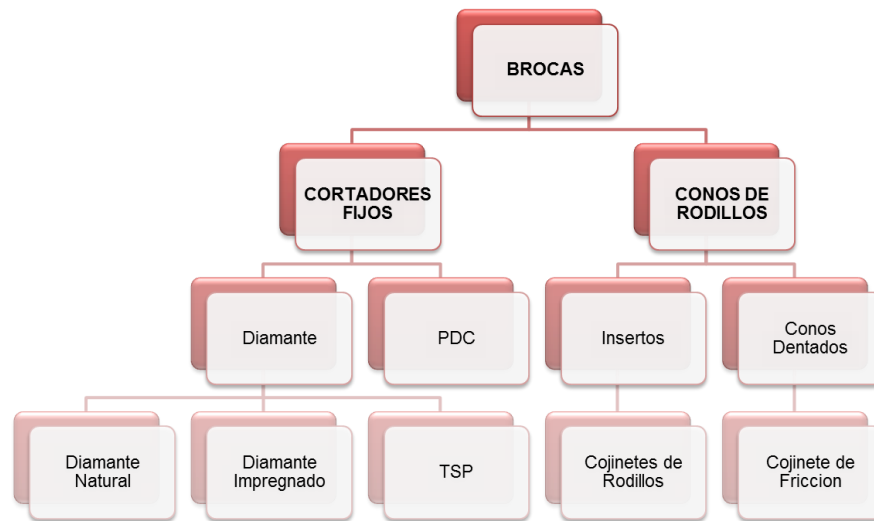 BROCAS
CORTADORES
FIJOS
CONOS DE
RODILLOS
Diamante
PDC
Insertos
Conos
Dentados
Diamante
Natural
Diamante
Impregnado
TSP
Cojinetes de
Rodillos
Cojinete de
Friccion